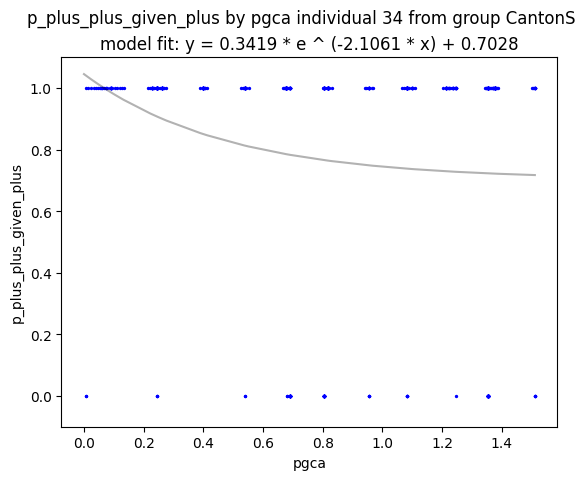 p_plus_plus_given_plus by pgca individual 34 from group CantonS
model fit: y = 0.3419 * e ^ (-2.1061 * x) + 0.7028
1.0
0.8
0.6
0.4
0.2
0.0
p_plus_plus_given_plus
0.0 0.2 0.4 0.6 0.8 1.0 1.2 1.4
pgca